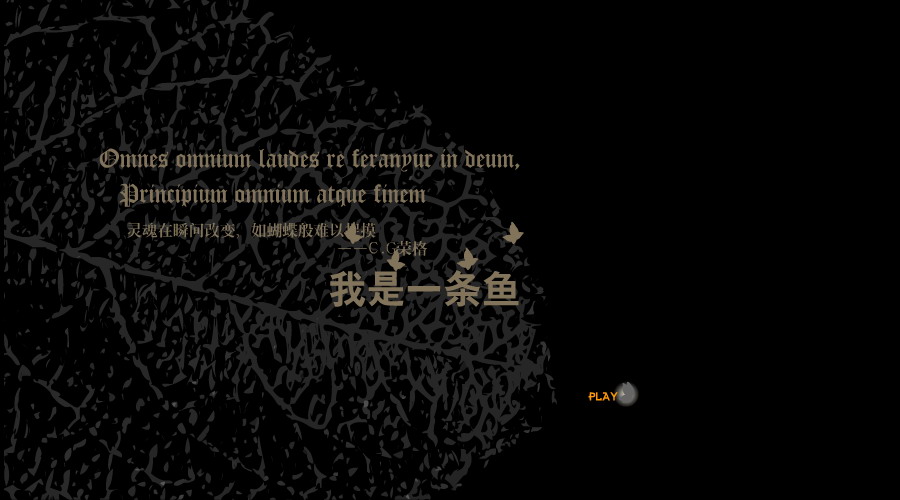 Omnes omnium laudes re feranyur in deum,
Principium omnium atque finem
灵魂在瞬间改变，如蝴蝶般难以捉摸
——C .G荣格
我是一条鱼
PLAY